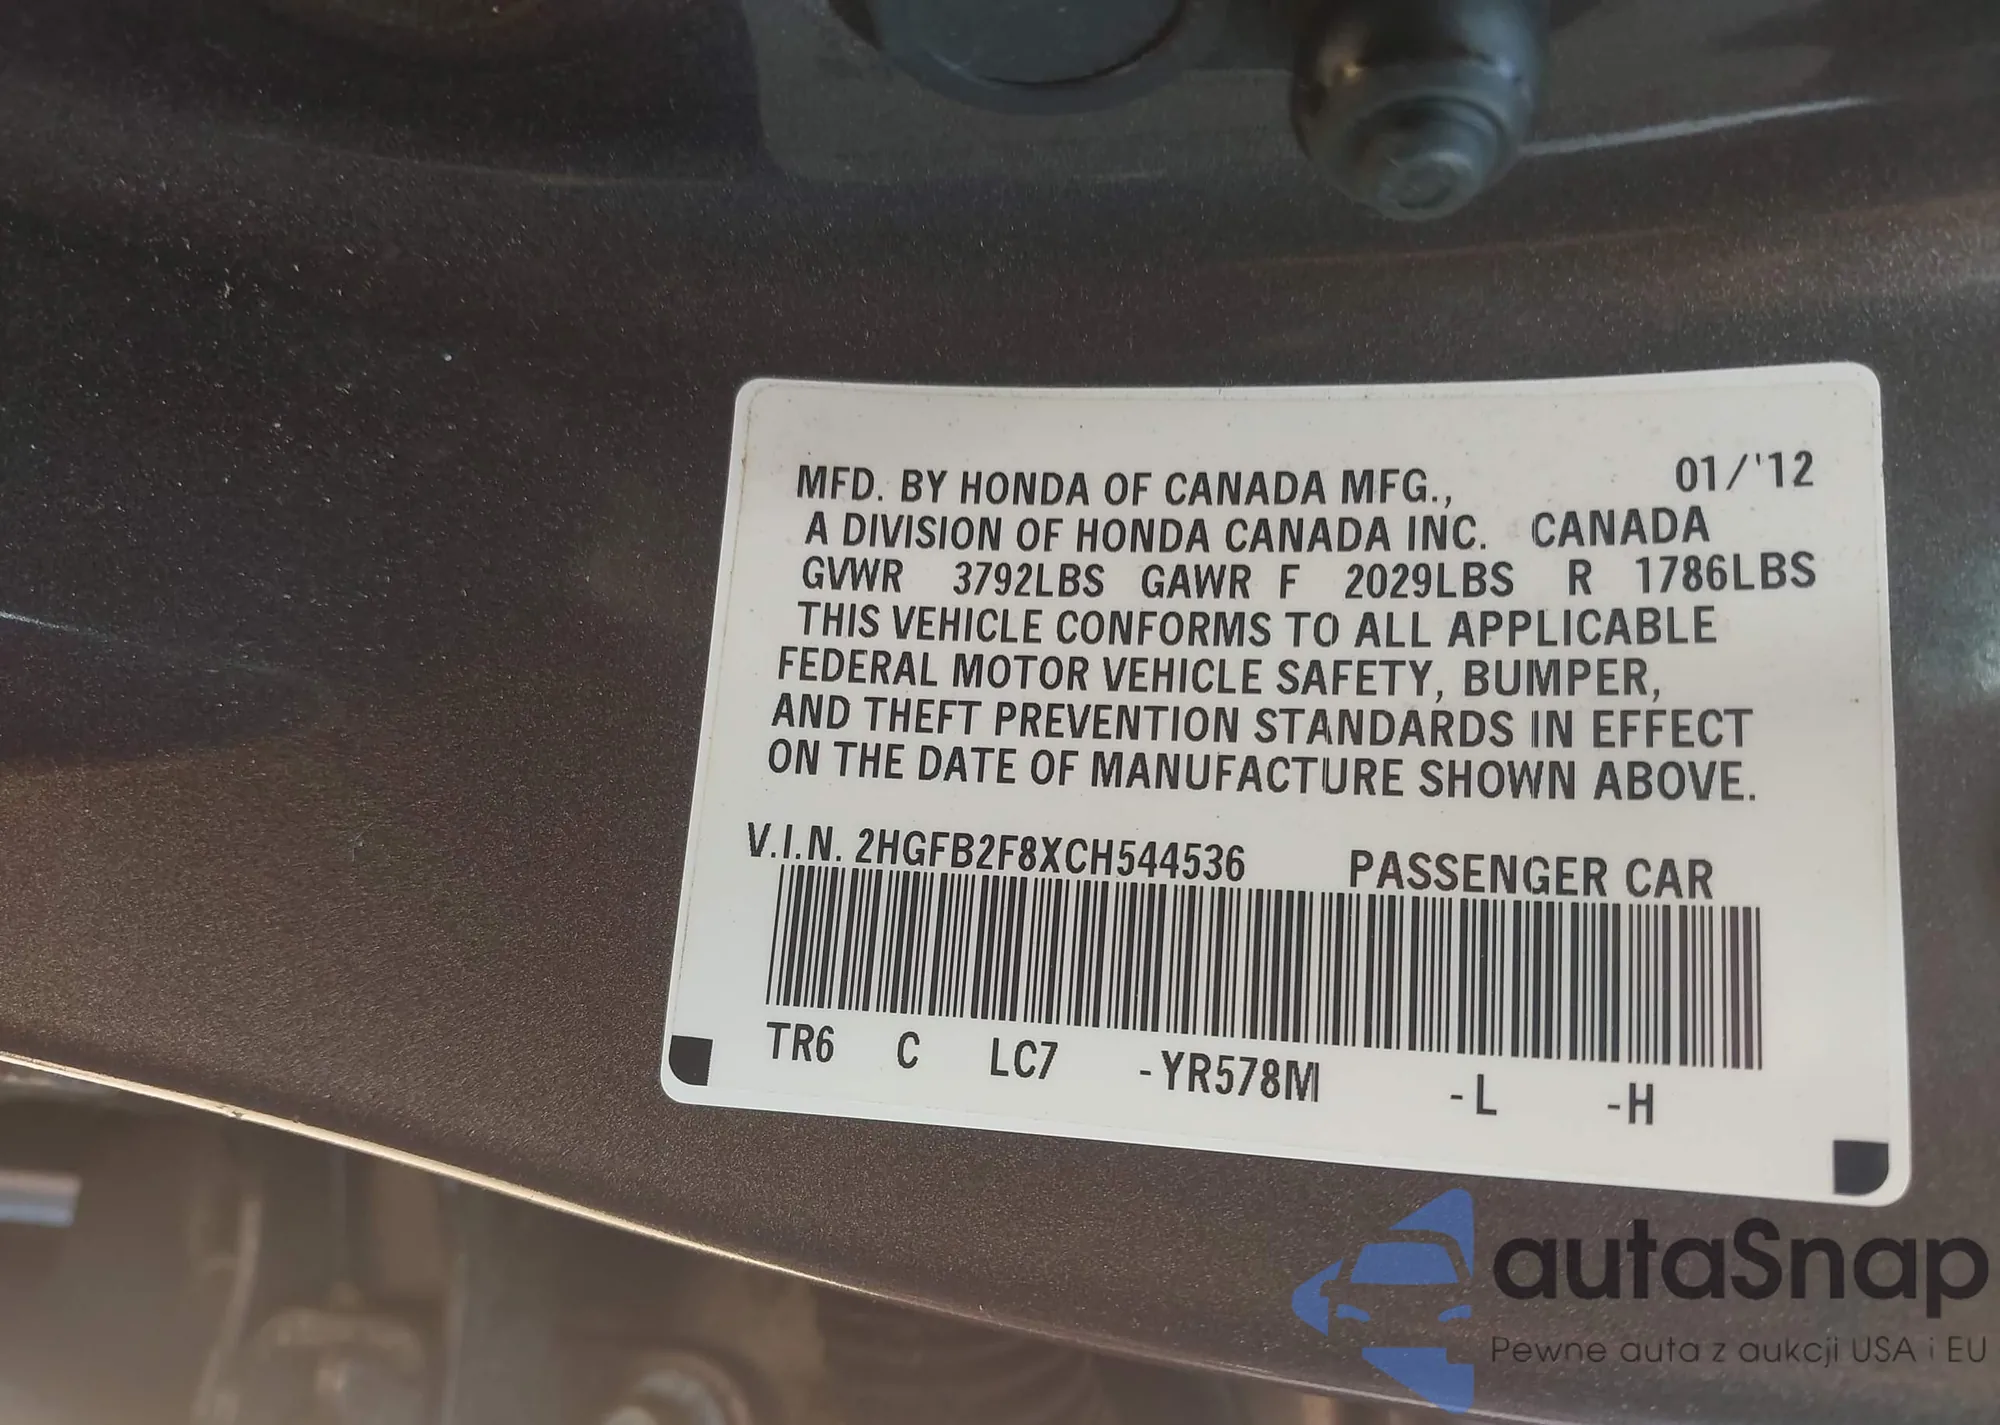 MFD. BY HONDA OF CANADA MFG., 01/'12
A DIVISION OF HONDA CANADA INC. CANADA
GVWR 3792LBS GAWR F 2029LBS R 1786LBS
THIS VEHICLE CONFORMS TO ALL APPLICABLE
FEDERAL MOTOR VEHICLE SAFETY, BUMPER,
AND THEFT PREVENTION STANDARDS IN EFFECT
ON THE DATE OF MANUFACTURE SHOWN ABOVE.
V.I.N. 2HGFB2F8XCH544536 PASSENGER CAR
TR6 C LC7 -YR578M -L -H
autaSnap
Pewne auta z aukcji USA i EU